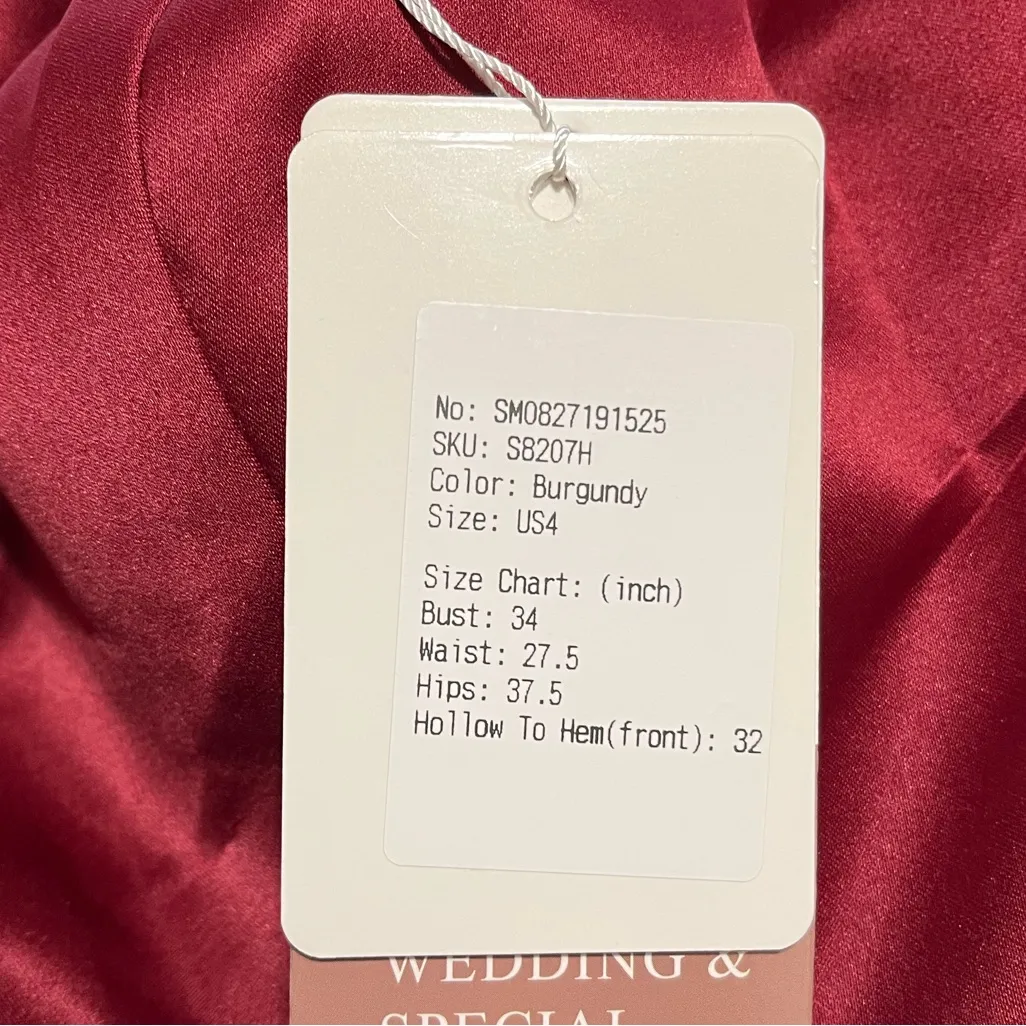 No: SM0827191525
SKU: S8207H
Color: Burgundy
Size: US4
Size Chart: (inch)
Bust: 34
Waist: 27.5
Hips: 37.5
Hollow To Hem(front): 32
WEDDING &
SPECIAL